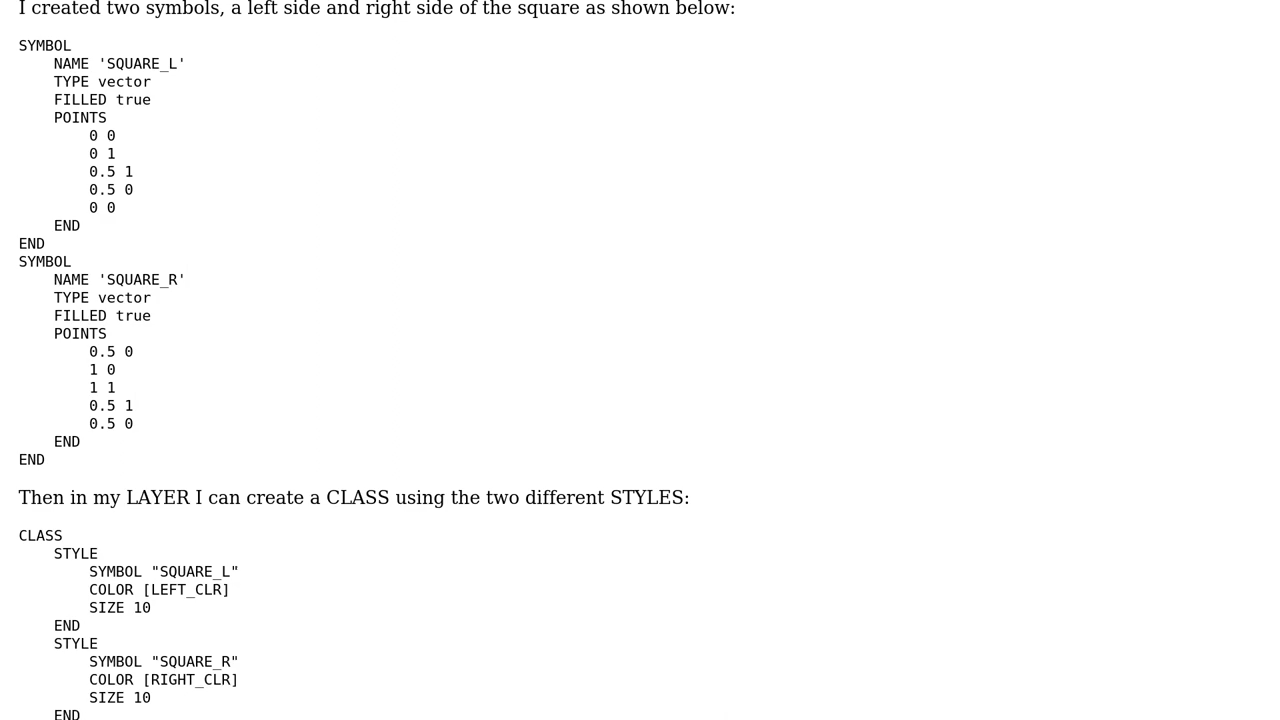 I created two symbols, a left side and right side of the square as shown below:
SYMBOL
    NAME 'SQUARE_L'
    TYPE vector
    FILLED true
    POINTS
        0 0
        0 1
        0.5 1
        0.5 0
        0 0
    END
END
SYMBOL
    NAME 'SQUARE_R'
    TYPE vector
    FILLED true
    POINTS
        0.5 0
        1 0
        1 1
        0.5 1
        0.5 0
    END
END
Then in my LAYER I can create a CLASS using the two different STYLES:
CLASS
    STYLE
        SYMBOL "SQUARE_L"
        COLOR [LEFT_CLR]
        SIZE 10
    END
    STYLE
        SYMBOL "SQUARE_R"
        COLOR [RIGHT_CLR]
        SIZE 10
    END